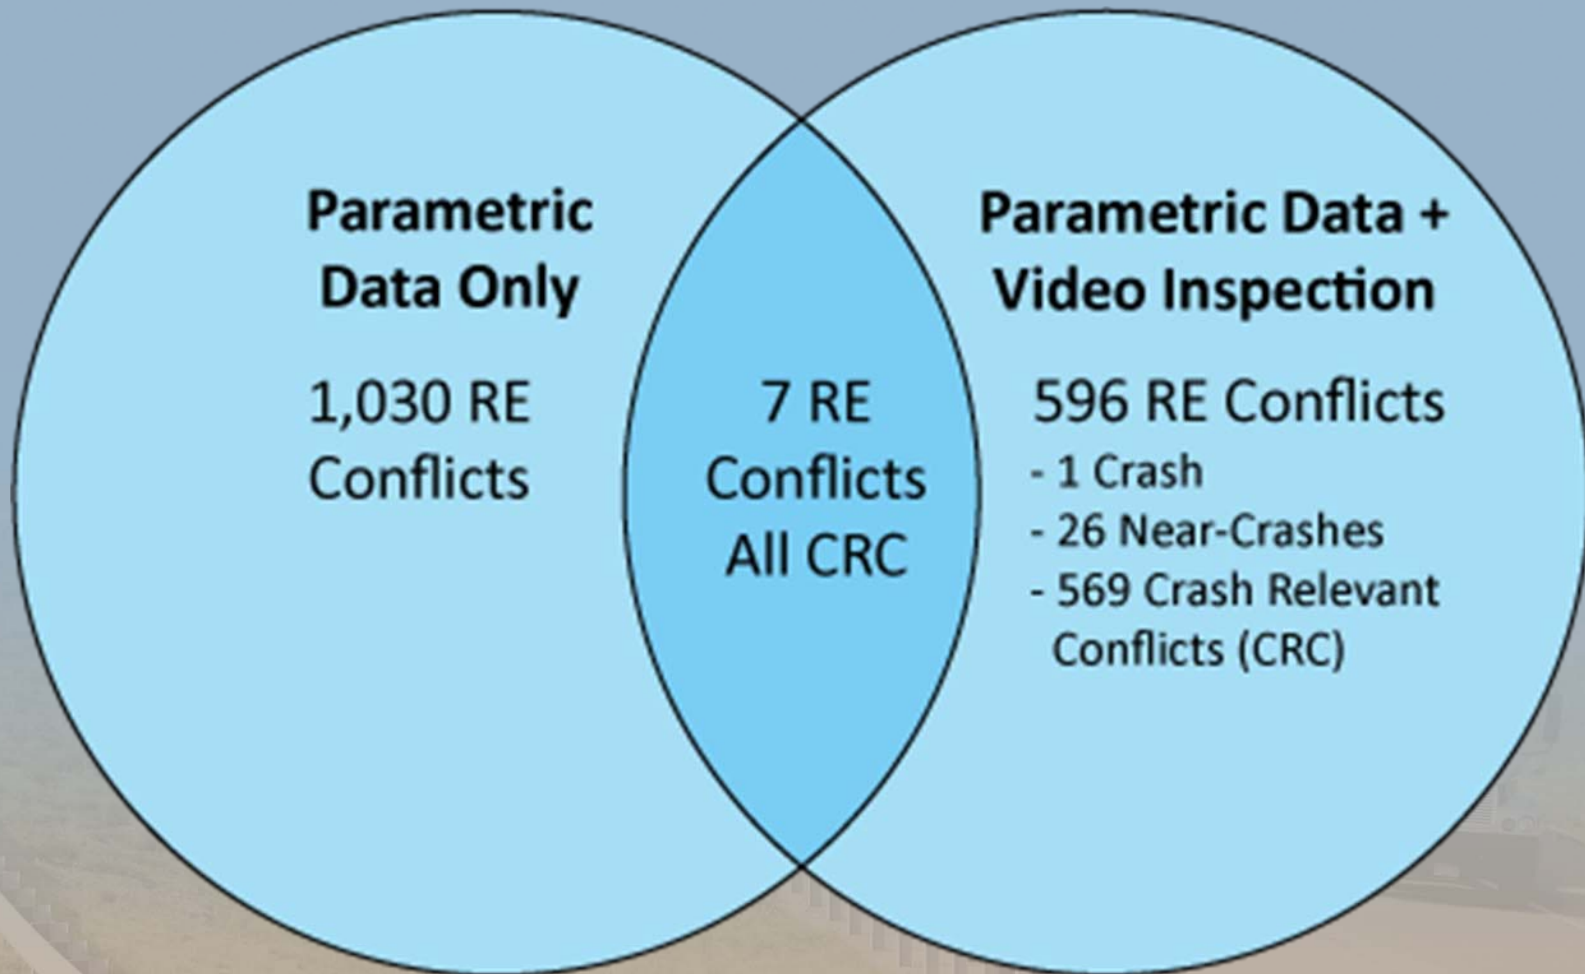 Parametric
Data Only
1,030 RE
Conflicts
7 RE
Conflicts
All CRC
Parametric Data +
Video Inspection
596 RE Conflicts
- 1 Crash
- 26 Near-Crashes
- 569 Crash Relevant
Conflicts (CRC)